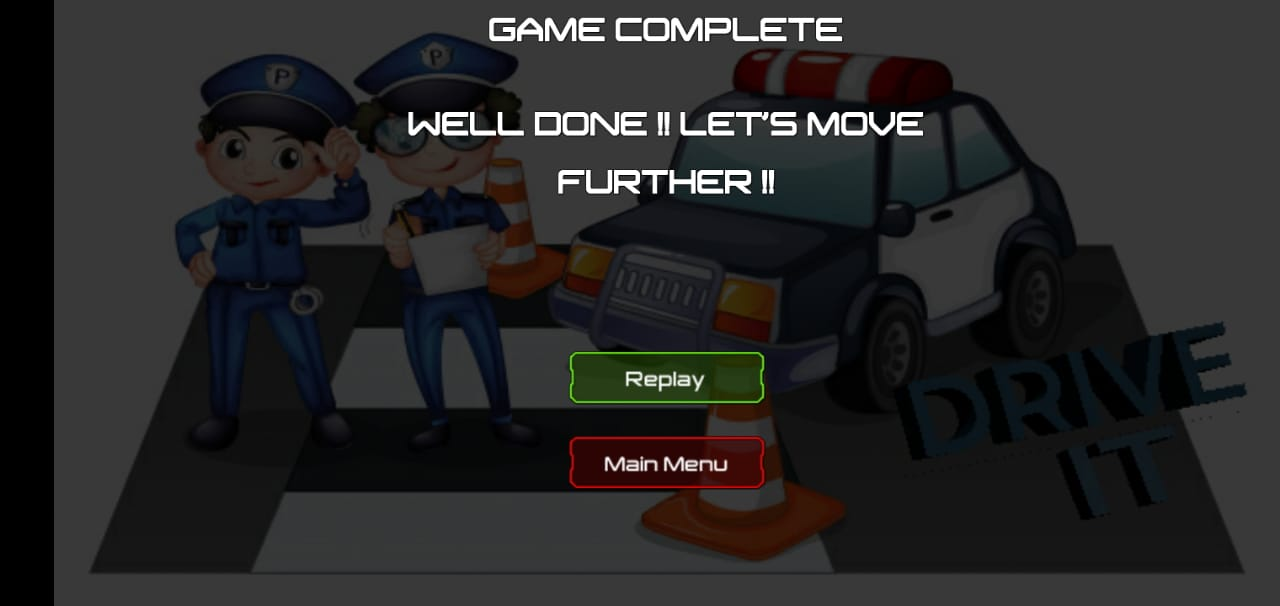 GAME COMPLETE
P
P
WELL DONE !! LET'S MOVE
FURTHER !!
Replay
DRIVE
IT
Main Menu